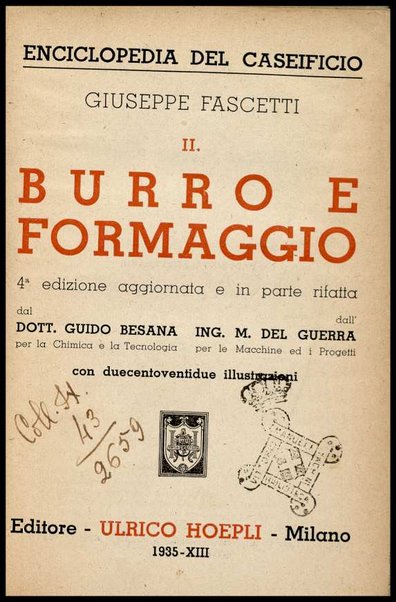 ENCICLOPEDIA DEL CASEIFICIO
GIUSEPPE FASCETTI
II.
BURRO E
FORMAGGIO
4ª edizione aggiornata e in parte rifatta
dal
DOTT. GUIDO BESANA
per la Chimica e la Tecnologia
dall'
ING. M. DEL GUERRA
per le Macchine ed i Progetti
con duecentoventidue illustrazioni
Coll. It.
43
2659
Editore - ULRICO HOEPLI - Milano
1935-XIII